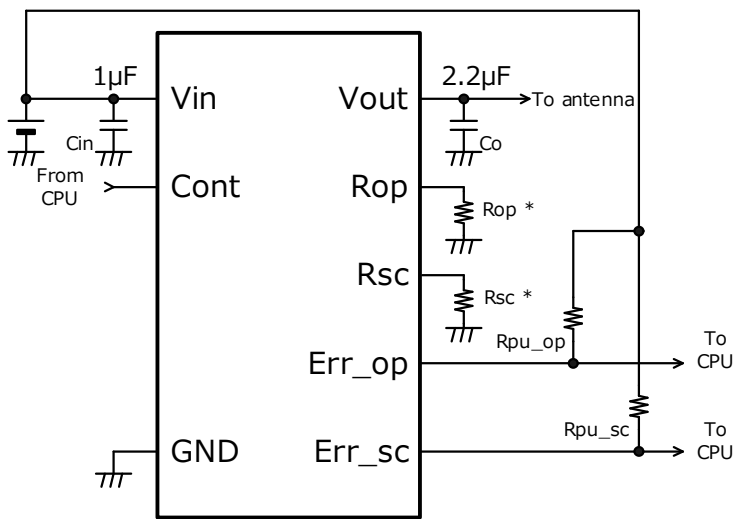 1μF
2.2μF
Vin
Vout
To antenna
Cin
Co
From
CPU
Cont
Rop
Rop *
Rsc
Rsc *
Rpu_op
To
CPU
Err_op
Rpu_sc
To
CPU
GND
Err_sc